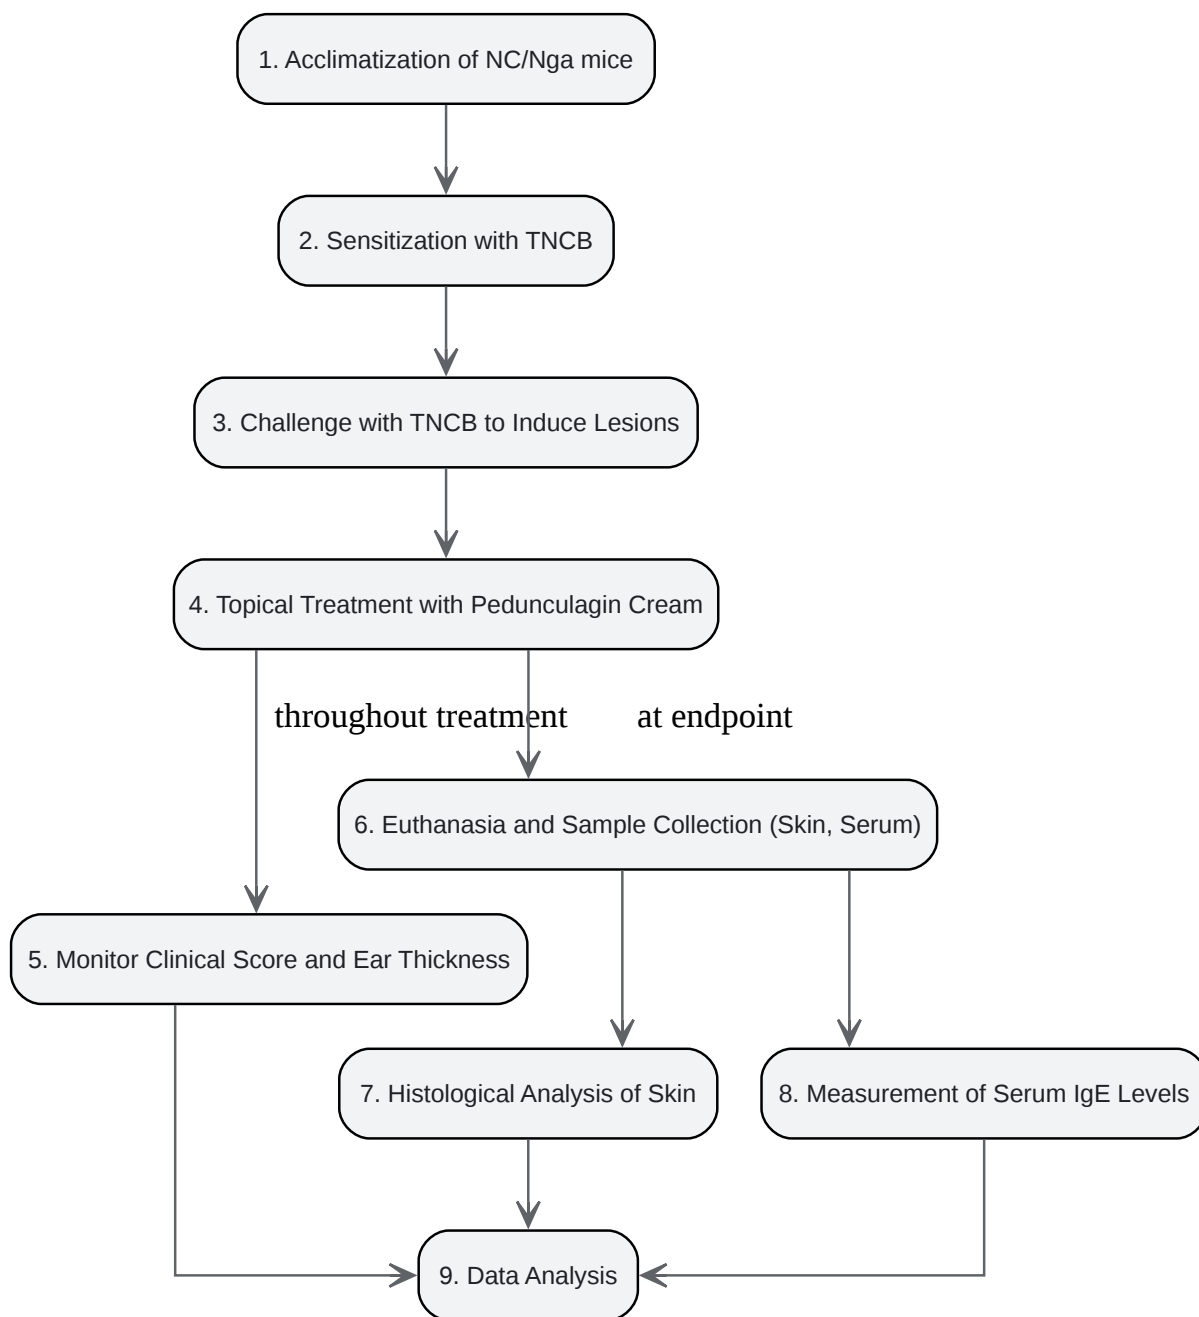 1. Acclimatization of NC/Nga mice
2. Sensitization with TNCB
3. Challenge with TNCB to Induce Lesions
4. Topical Treatment with Pedunculagin Cream
throughout treatment
at endpoint
6. Euthanasia and Sample Collection (Skin, Serum)
5. Monitor Clinical Score and Ear Thickness
7. Histological Analysis of Skin
8. Measurement of Serum IgE Levels
9. Data Analysis